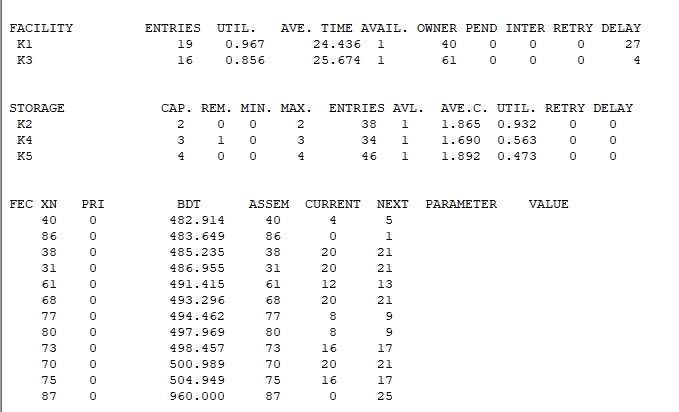 FACILITY ENTRIES UTIL. AVE. TIME AVAIL. OWNER PEND INTER RETRY DELAY
K1 19 0.967 24.436 1 40 0 0 0 27
K3 16 0.856 25.674 1 61 0 0 0 4
STORAGE CAP. REM. MIN. MAX. ENTRIES AVL. AVE.C. UTIL. RETRY DELAY
K2 2 0 0 2 38 1 1.865 0.932 0 0
K4 3 1 0 3 34 1 1.690 0.563 0 0
K5 4 0 0 4 46 1 1.892 0.473 0 0
FEC XN PRI BDT ASSEM CURRENT NEXT PARAMETER VALUE
40 0 482.914 40 4 5
86 0 483.649 86 0 1
38 0 485.235 38 20 21
31 0 486.955 31 20 21
61 0 491.415 61 12 13
68 0 493.296 68 20 21
77 0 494.462 77 8 9
80 0 497.969 80 8 9
73 0 498.457 73 16 17
70 0 500.989 70 20 21
75 0 504.949 75 16 17
87 0 960.000 87 0 25